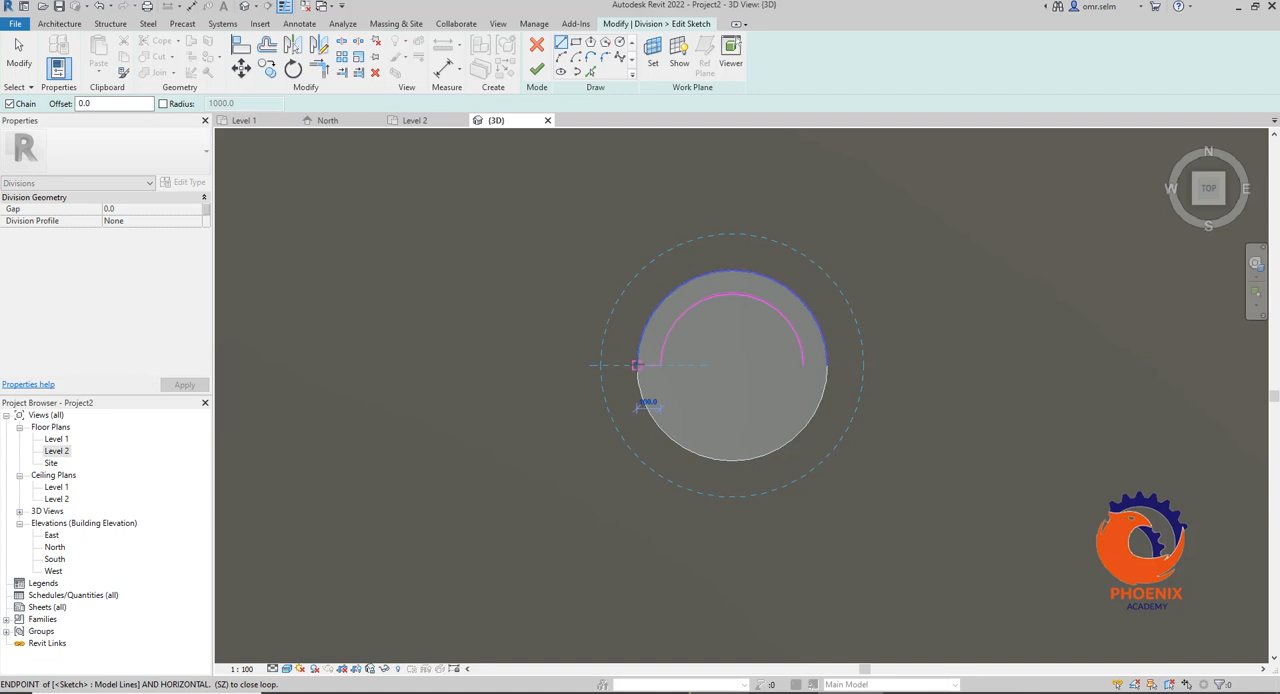 Autodesk Revit 2022 - Project2 - 3D View: {3D}
omr.selm
File Architecture Structure Steel Precast Systems Insert Annotate Analyze Massing & Site Collaborate View Manage Add-Ins Modify | Division > Edit Sketch
Modify Paste Cope Cut Join Set Show Ref Plane Viewer
Select Properties Clipboard Geometry Modify View Measure Create Mode Draw Work Plane
Chain Offset: 0.0 Radius: 1000.0
Properties Level 1 North Level 2 {3D}
Divisions Edit Type
Division Geometry
Gap 0.0
Division Profile None
N
W TOP E
S
Properties help Apply
Project Browser - Project2
Views (all)
Floor Plans
Level 1
Level 2
Site
Ceiling Plans
Level 1
Level 2
3D Views
Elevations (Building Elevation)
East
North
South
West
Legends
Schedules/Quantities (all)
Sheets (all)
Families
Groups
Revit Links
PHOENIX
ACADEMY
1 : 100
ENDPOINT of [<Sketch> : Model Lines] AND HORIZONTAL. (SZ) to close loop. :0 Main Model :0